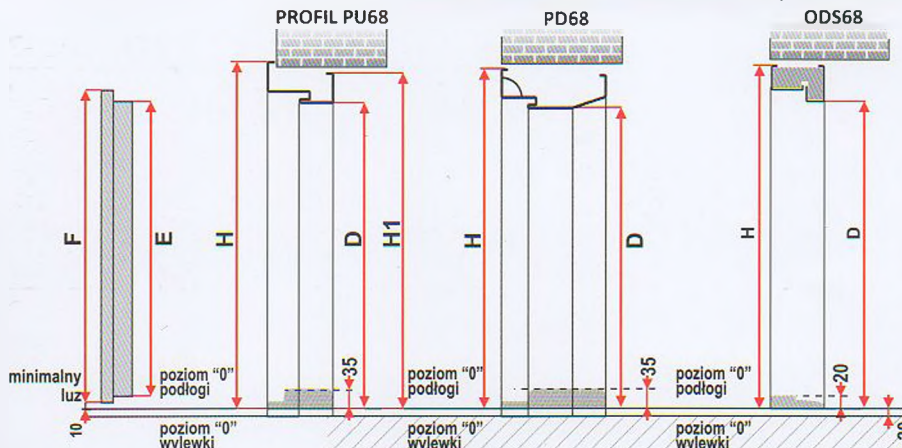 PROFIL PU68
PD68
ODS68
F
E
H
D
H1
H
D
H
D
minimalny
luz
10
poziom “0”
podłogi
35
poziom “0”
podłogi
35
poziom “0”
podłogi
20
poziom “0”
wylewki
poziom “0”
wylewki
poziom “0”
wylewki